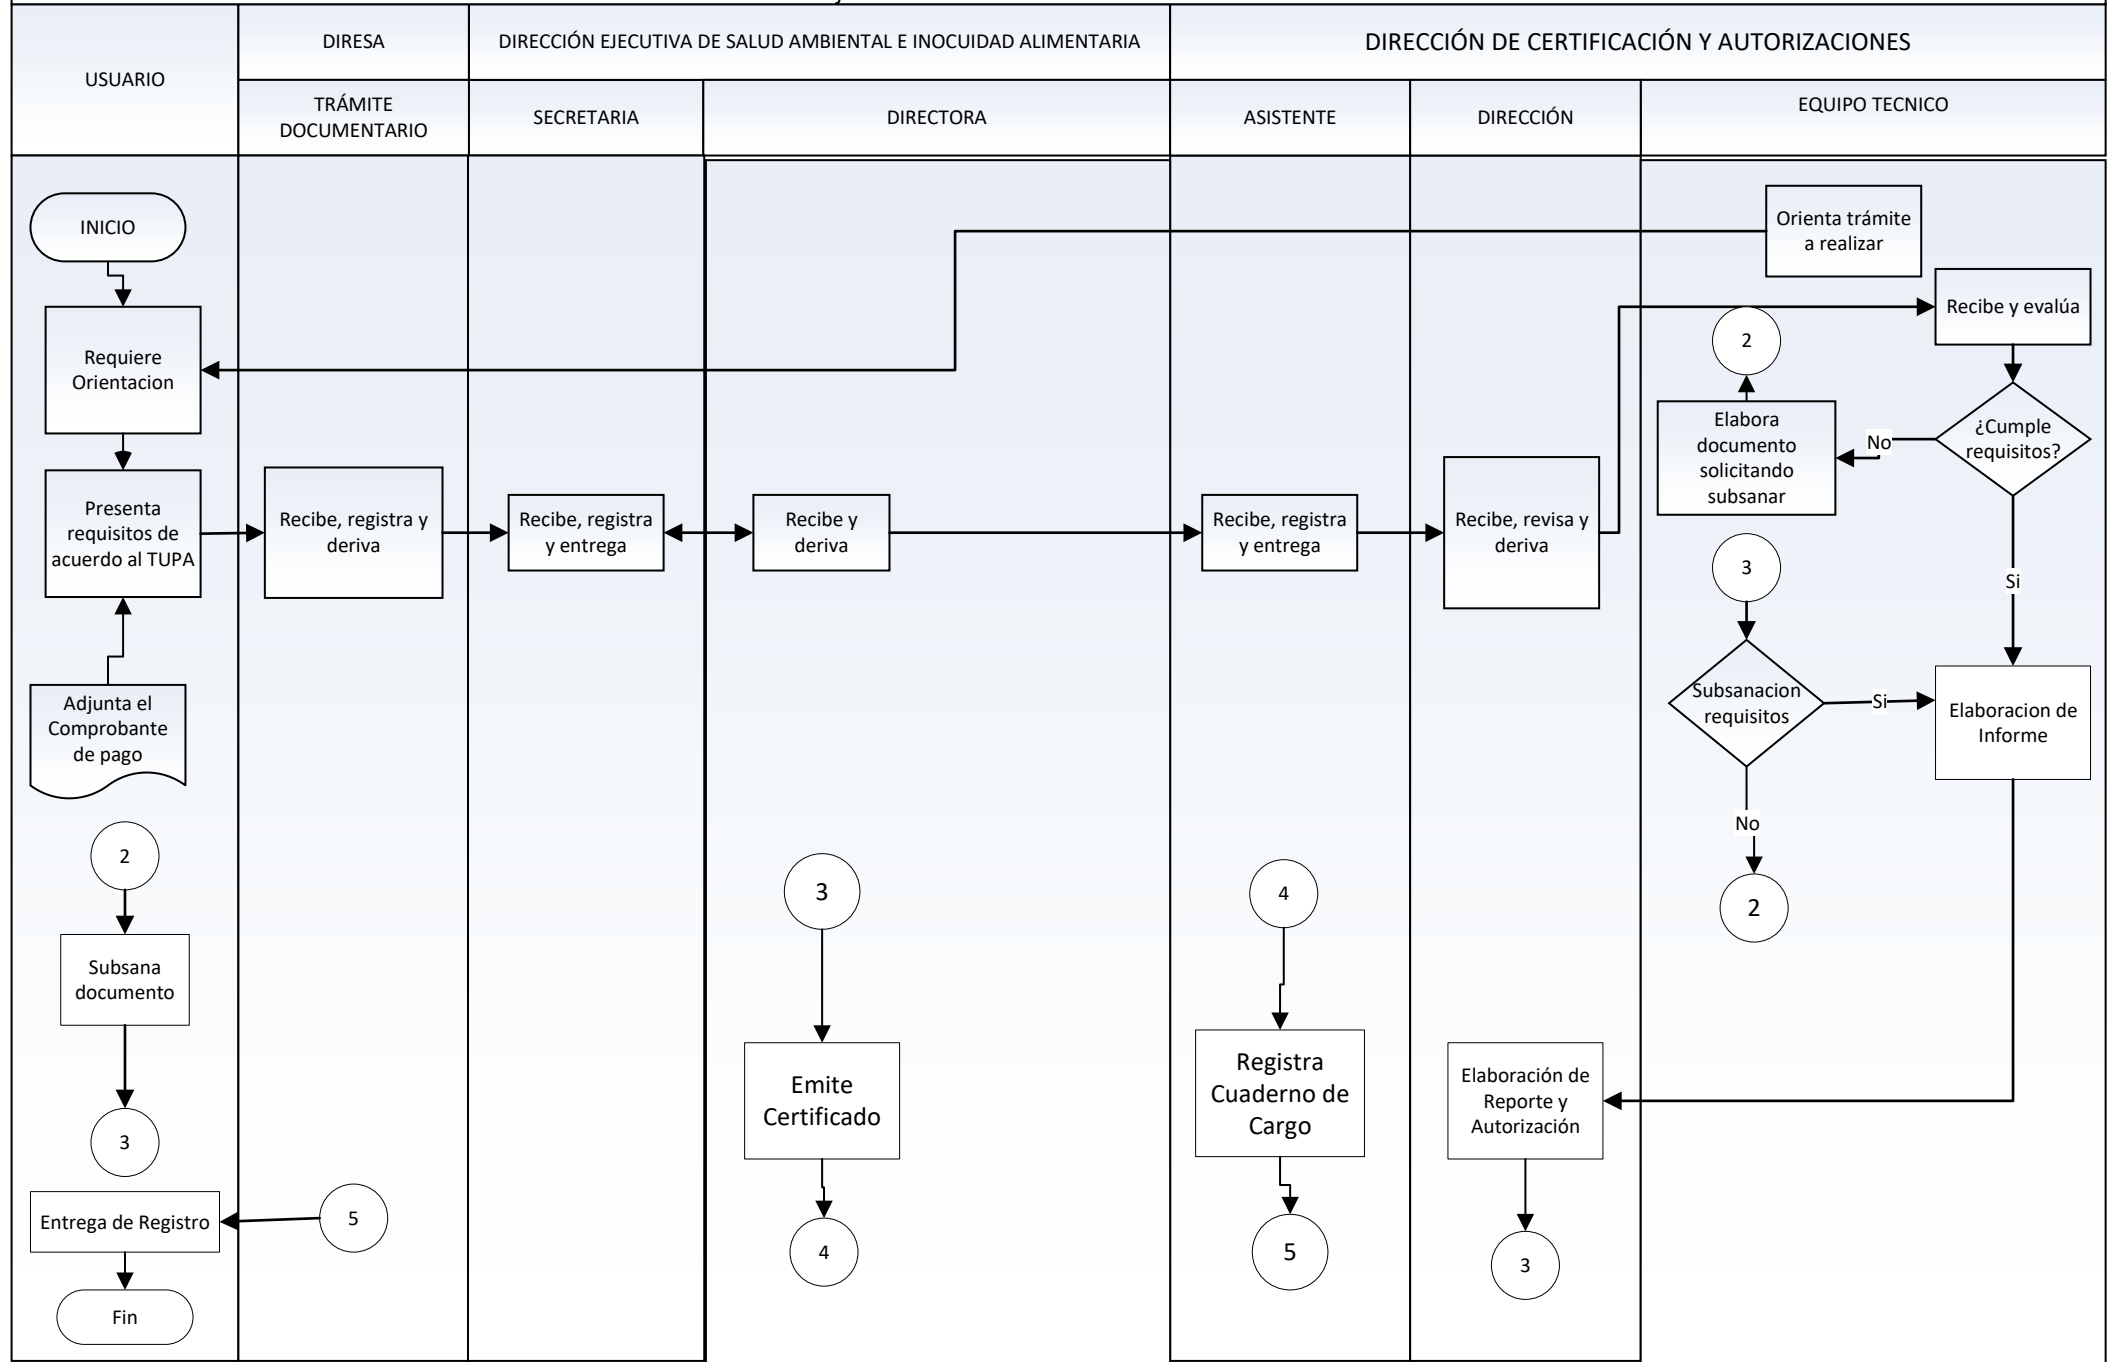 USUARIO
DIRESA
DIRECCIÓN EJECUTIVA DE SALUD AMBIENTAL E INOCUIDAD ALIMENTARIA
DIRECCIÓN DE CERTIFICACIÓN Y AUTORIZACIONES
TRÁMITE
DOCUMENTARIO
SECRETARIA
DIRECTORA
ASISTENTE
DIRECCIÓN
EQUIPO TECNICO
INICIO
Orienta trámite
a realizar
Requiere
Orientacion
Recibe y evalúa
2
¿Cumple
requisitos?
No
Elabora
documento
solicitando
subsanar
Presenta
requisitos de
acuerdo al TUPA
Recibe, registra y
deriva
Recibe, registra
y entrega
Recibe y
deriva
Recibe, registra
y entrega
Recibe, revisa y
deriva
3
Si
Adjunta el
Comprobante
de pago
Subsanacion
requisitos
Si
Elaboracion de
Informe
No
2
3
4
2
Subsana
documento
Emite
Certificado
Registra
Cuaderno de
Cargo
Elaboración de
Reporte y
Autorización
3
Entrega de Registro
5
4
5
3
Fin